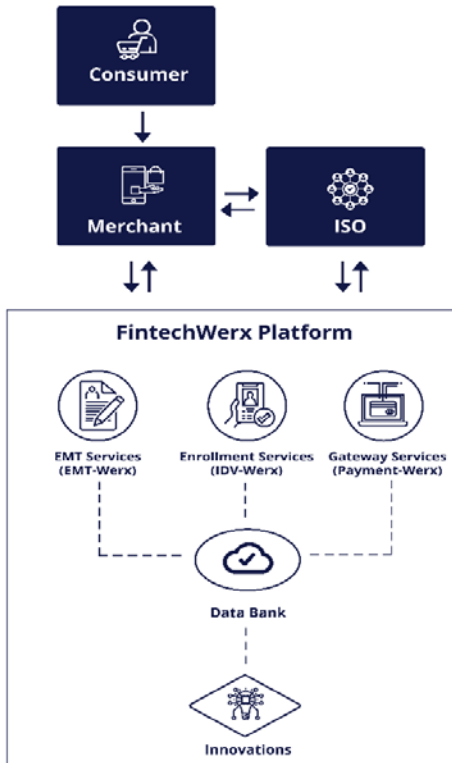 Consumer
Merchant
ISO
FintechWerx Platform
EMT Services
(EMT-Werx)
Enrollment Services
(IDV-Werx)
Gateway Services
(Payment-Werx)
Data Bank
Innovations